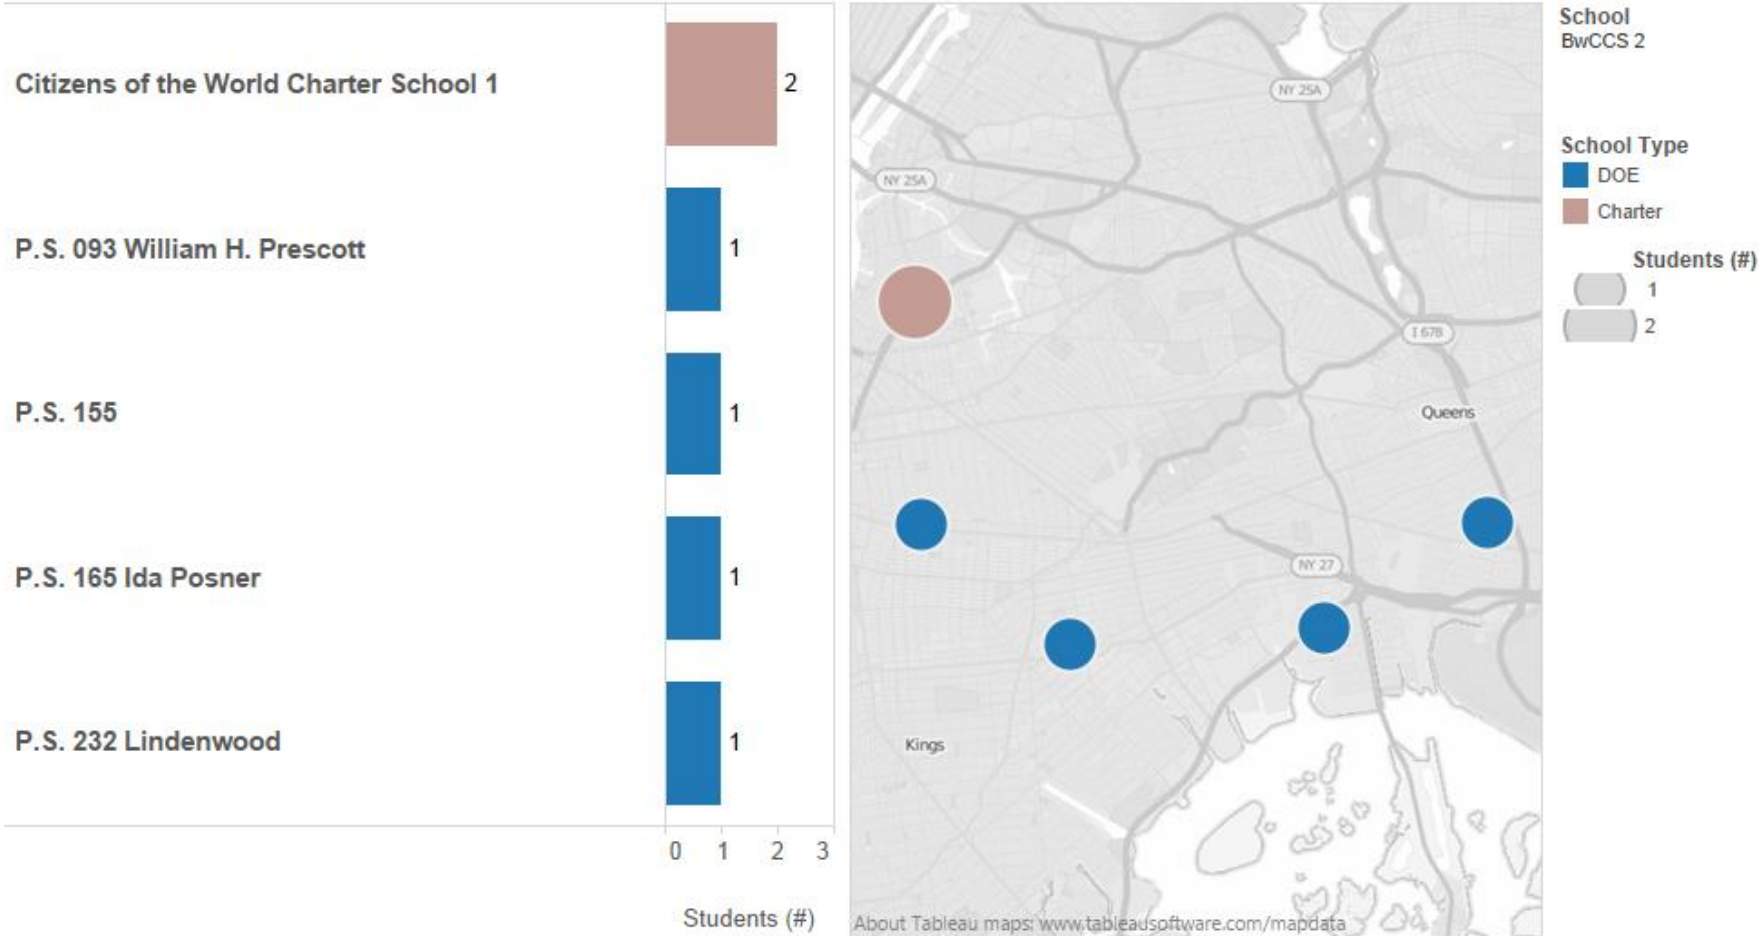 Citizens of the World Charter School 1
2
P.S. 093 William H. Prescott
1
P.S. 155
1
P.S. 165 Ida Posner
1
P.S. 232 Lindenwood
1
0 1 2 3
Students (#)
NY 25A
NY 25A
I 678
Queens
NY 27
Kings
About Tableau maps: www.tableausoftware.com/mapdata
School
BwCCS 2
School Type
DOE
Charter
Students (#)
1
2